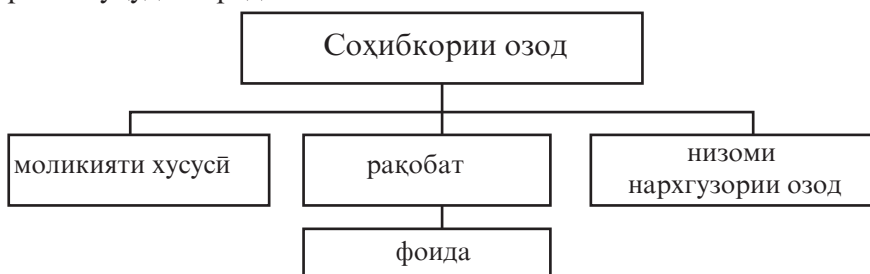 Соҳибкории озод
моликияти хусусӣ
рақобат
низоми
нархгузории озод
фоида